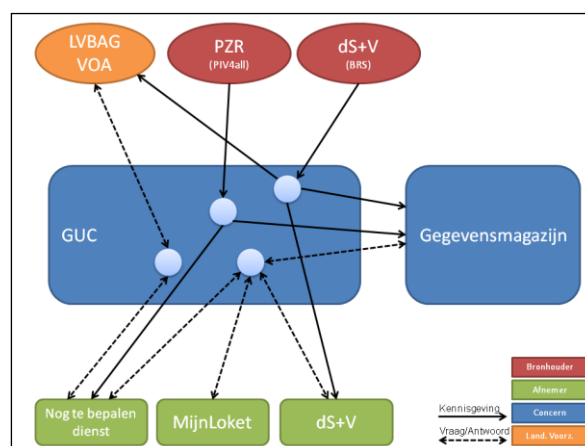 LVBAG
VOA
PZR
(PIV4all)
dS+V
(BRS)
GUC
Gegevensmagazijn
Nog te bepalen
dienst
MijnLoket
dS+V
Kennisgeving
Vraag/Antwoord
Bronhouder
Afnemer
Concern
Land. Voorz.